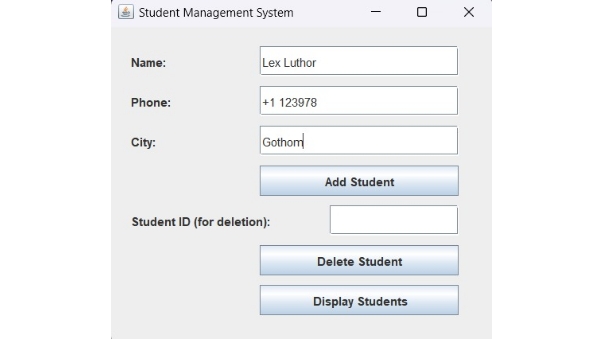 Student Management System
Name: Lex Luthor
Phone: +1 123978
City: Gothom
Add Student
Student ID (for deletion):
Delete Student
Display Students